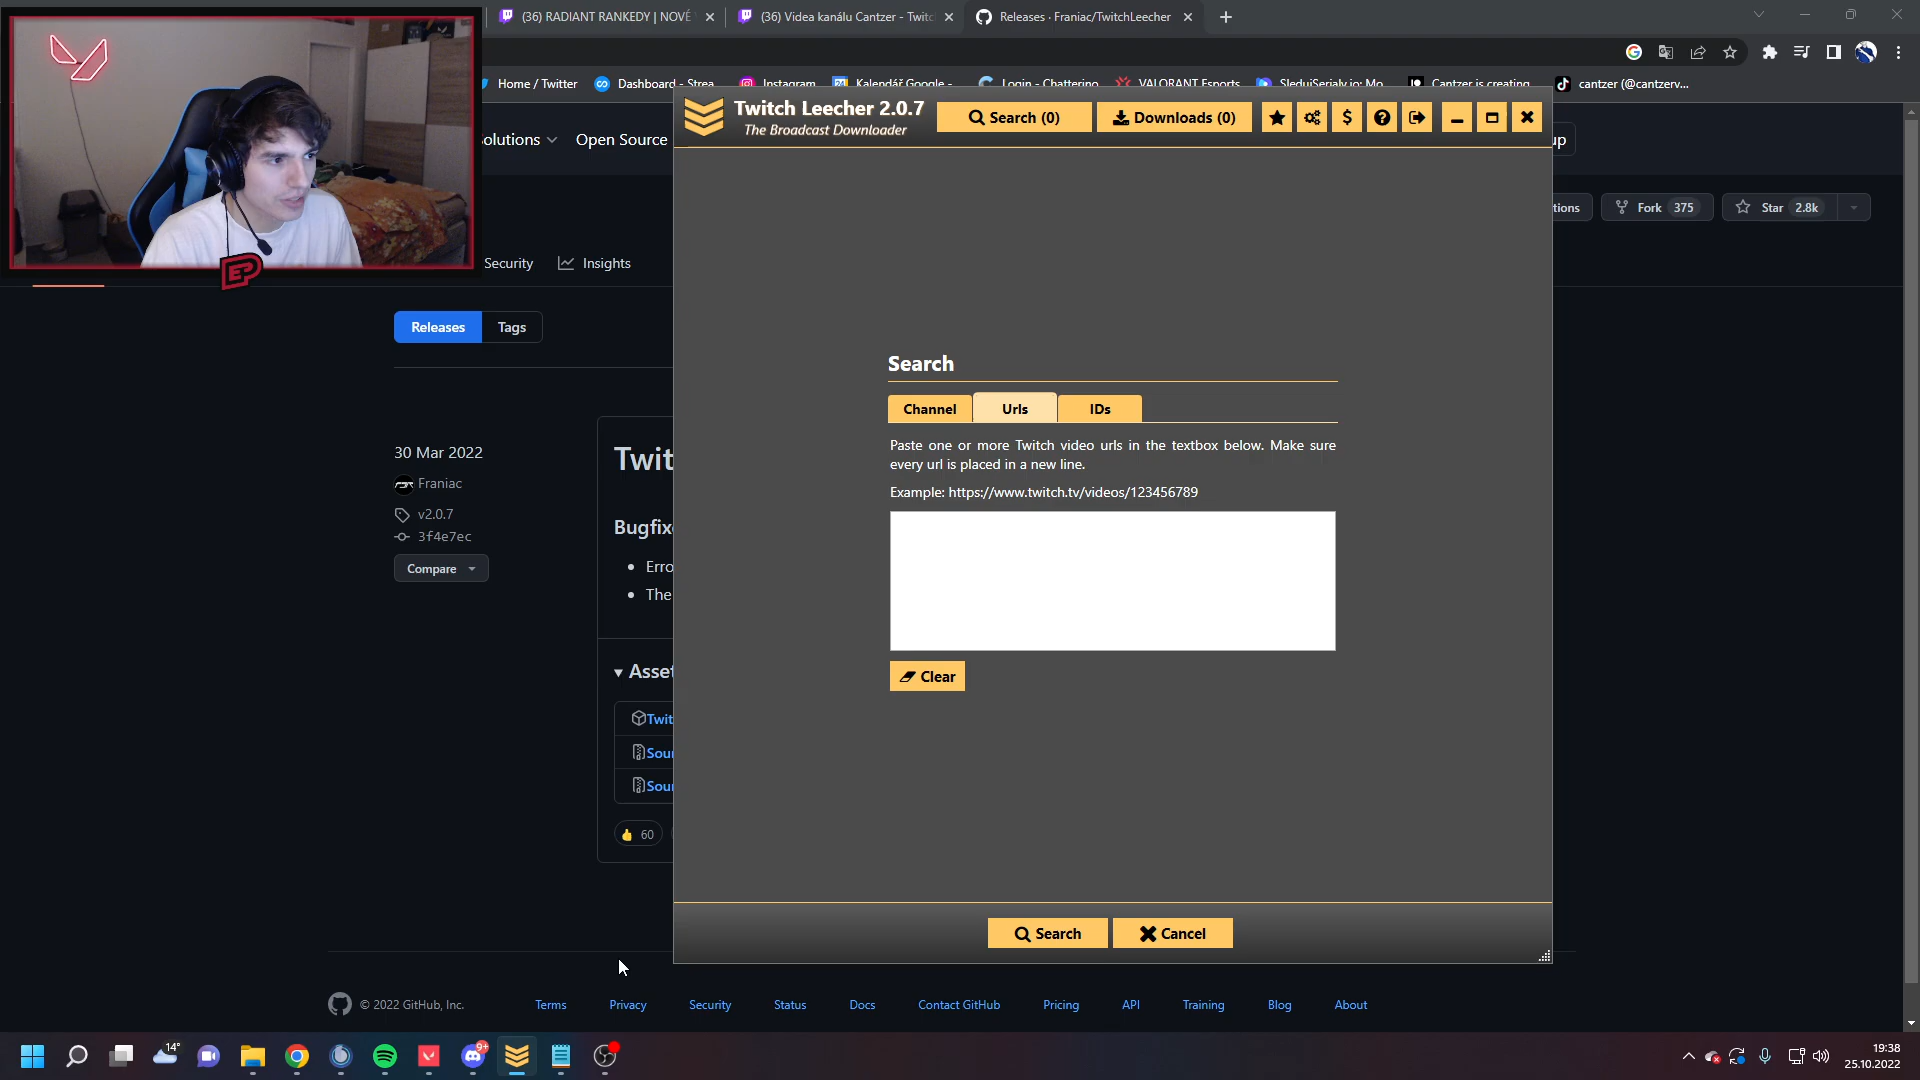 (36) RADIANT RANKEDY | NOVÉ
(36) Videa kanálu Cantzer - Twitc
Releases · Franiac/TwitchLeecher
Home / Twitter
Dashboard - Strea
Instagram
Kalendář Google -
Login - Chatterino
VALORANT Esports
SledujSerialy.io: Mo
Cantzer is creating
cantzer (@cantzerv...
Twitch Leecher 2.0.7
The Broadcast Downloader
Search (0)
Downloads (0)
$
olutions
Open Source
up
tions
Fork 375
Star 2.8k
Security
Insights
Releases
Tags
30 Mar 2022
Franiac
v2.0.7
3f4e7ec
Compare
Twit
Bugfix
Erro
The
Asset
Twit
Sour
Sour
60
Search
Channel
Urls
IDs
Paste one or more Twitch video urls in the textbox below. Make sure
every url is placed in a new line.
Example: https://www.twitch.tv/videos/123456789
Clear
Search
Cancel
EP
© 2022 GitHub, Inc.
Terms
Privacy
Security
Status
Docs
Contact GitHub
Pricing
API
Training
Blog
About
14°
9+
19:38
25.10.2022